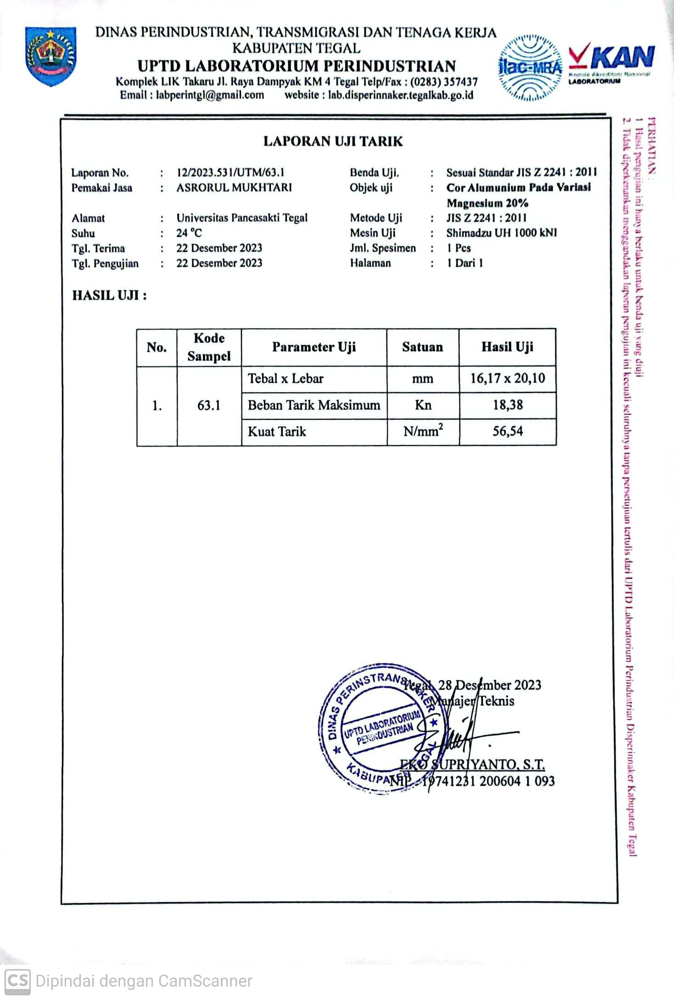 DINAS PERINDUSTRIAN, TRANSMIGRASI DAN TENAGA KERJA
KABUPATEN TEGAL
UPTD LABORATORIUM PERINDUSTRIAN
Komplek LIK Takaru Jl. Raya Dampyak KM 4 Tegal Telp/Fax : (0283) 357437
Email : labperintgl@gmail.com website : lab.disperinnaker.tegalkab.go.id
ilac-MRA
KAN
Komite Akreditasi Nasional
LABORATORIUM
LAPORAN UJI TARIK
Laporan No. : 12/2023.531/UTM/63.1 Benda Uji. : Sesuai Standar JIS Z 2241 : 2011
Pemakai Jasa : ASRORUL MUKHTARI Objek uji : Cor Alumunium Pada Variasi
Magnesium 20%
Alamat : Universitas Pancasakti Tegal Metode Uji : JIS Z 2241 : 2011
Suhu : 24 °C Mesin Uji : Shimadzu UH 1000 kNI
Tgl. Terima : 22 Desember 2023 Jml. Spesimen : 1 Pcs
Tgl. Pengujian : 22 Desember 2023 Halaman : 1 Dari 1
HASIL UJI :
No. Kode Sampel Parameter Uji Satuan Hasil Uji
1. 63.1 Tebal x Lebar mm 16,17 x 20,10
Beban Tarik Maksimum Kn 18,38
Kuat Tarik N/mm² 56,54
Tegal, 28 Desember 2023
Manajer Teknis
DINAS PERINSTRANSNAKER
UPTD LABORATORIUM
PERINDUSTRIAN
KABUPATEN TEGAL
EKO SUPRIYANTO, S.T.
NIP. 19741231 200604 1 093
PERHATIAN :
1 Hasil pengujian ini hanya berlaku untuk benda uji yang diuji
2. Tidak diperkenankan menggandakan laporan pengujian ini kecuali seluruhnya tanpa persetujuan tertulis dari UPTD Laboratorium Perindustrian Disperinnaker Kabupaten Tegal
CS Dipindai dengan CamScanner